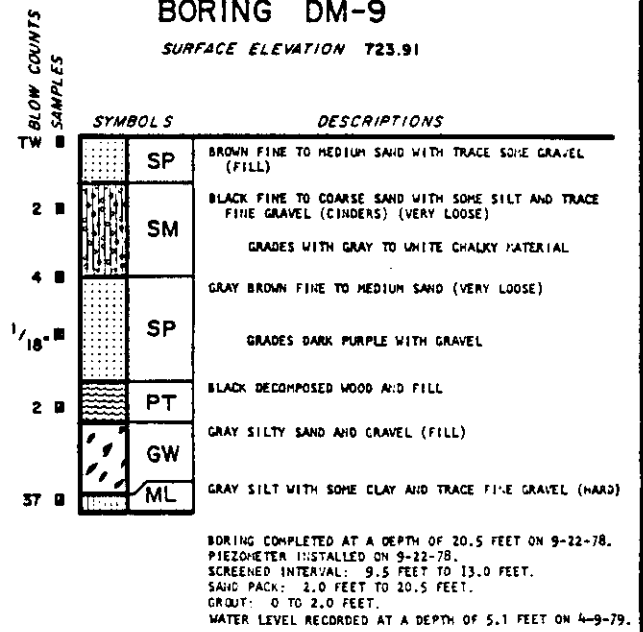 BORING DM-9
SURFACE ELEVATION 723.91
BLOW COUNTS
SAMPLES
SYMBOLS
DESCRIPTIONS
TW
SP
BROWN FINE TO MEDIUM SAND WITH TRACE SOME GRAVEL
(FILL)
2
SM
BLACK FINE TO COARSE SAND WITH SOME SILT AND TRACE
FINE GRAVEL (CINDERS) (VERY LOOSE)
GRADES WITH GRAY TO WHITE CHALKY MATERIAL
4
GRAY BROWN FINE TO MEDIUM SAND (VERY LOOSE)
1/18"
SP
GRADES DARK PURPLE WITH GRAVEL
2
PT
BLACK DECOMPOSED WOOD AND FILL
GW
GRAY SILTY SAND AND GRAVEL (FILL)
37
ML
GRAY SILT WITH SOME CLAY AND TRACE FINE GRAVEL (HARD)
BORING COMPLETED AT A DEPTH OF 20.5 FEET ON 9-22-78.
PIEZOMETER INSTALLED ON 9-22-78.
SCREENED INTERVAL: 9.5 FEET TO 13.0 FEET.
SAND PACK: 2.0 FEET TO 20.5 FEET.
GROUT: 0 TO 2.0 FEET.
WATER LEVEL RECORDED AT A DEPTH OF 5.1 FEET ON 4-9-79.